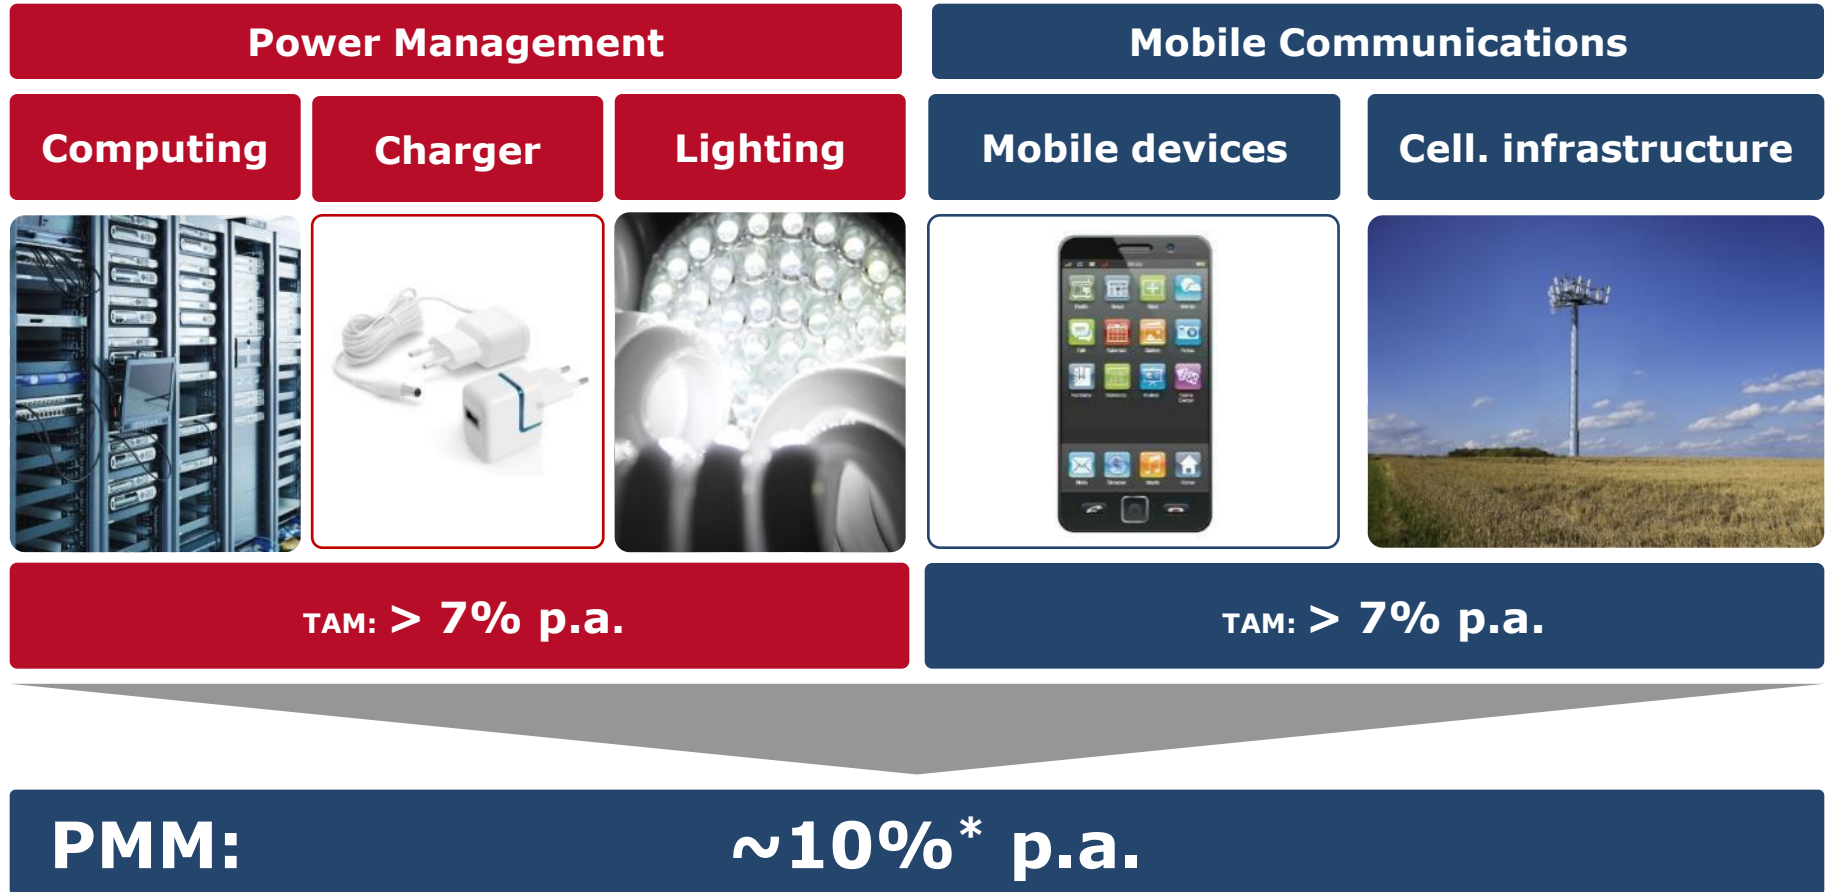 Power Management
Mobile Communications
Computing
Charger
Lighting
Mobile devices
Cell. infrastructure
TAM: > 7% p.a.
TAM: > 7% p.a.
PMM: ~10%* p.a.